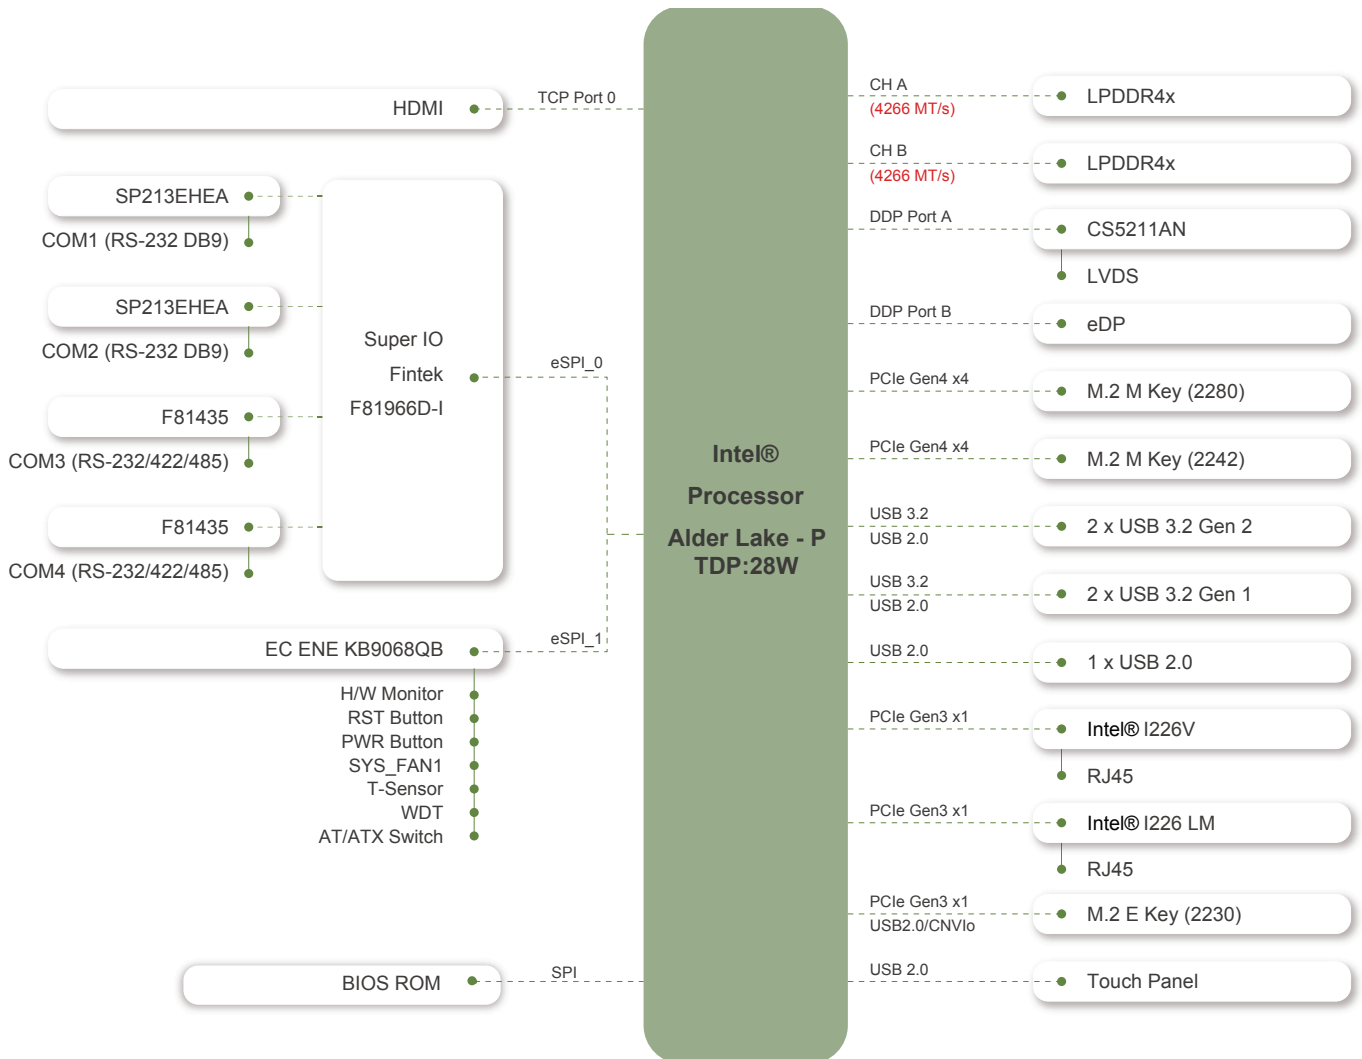 HDMI
TCP Port 0
SP213EHEA
COM1 (RS-232 DB9)
SP213EHEA
COM2 (RS-232 DB9)
F81435
COM3 (RS-232/422/485)
F81435
COM4 (RS-232/422/485)
Super IO
Fintek
F81966D-I
eSPI_0
EC ENE KB9068QB
eSPI_1
H/W Monitor
RST Button
PWR Button
SYS_FAN1
T-Sensor
WDT
AT/ATX Switch
BIOS ROM
SPI
Intel®
Processor
Alder Lake - P
TDP:28W
CH A
(4266 MT/s)
LPDDR4x
CH B
(4266 MT/s)
LPDDR4x
DDP Port A
CS5211AN
LVDS
DDP Port B
eDP
PCIe Gen4 x4
M.2 M Key (2280)
PCIe Gen4 x4
M.2 M Key (2242)
USB 3.2
USB 2.0
2 x USB 3.2 Gen 2
USB 3.2
USB 2.0
2 x USB 3.2 Gen 1
USB 2.0
1 x USB 2.0
PCIe Gen3 x1
Intel® I226V
RJ45
PCIe Gen3 x1
Intel® I226 LM
RJ45
PCIe Gen3 x1
USB2.0/CNVIo
M.2 E Key (2230)
USB 2.0
Touch Panel